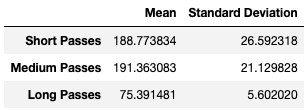 Mean Standard Deviation
Short Passes 188.773834 26.592318
Medium Passes 191.363083 21.129828
Long Passes 75.391481 5.602020